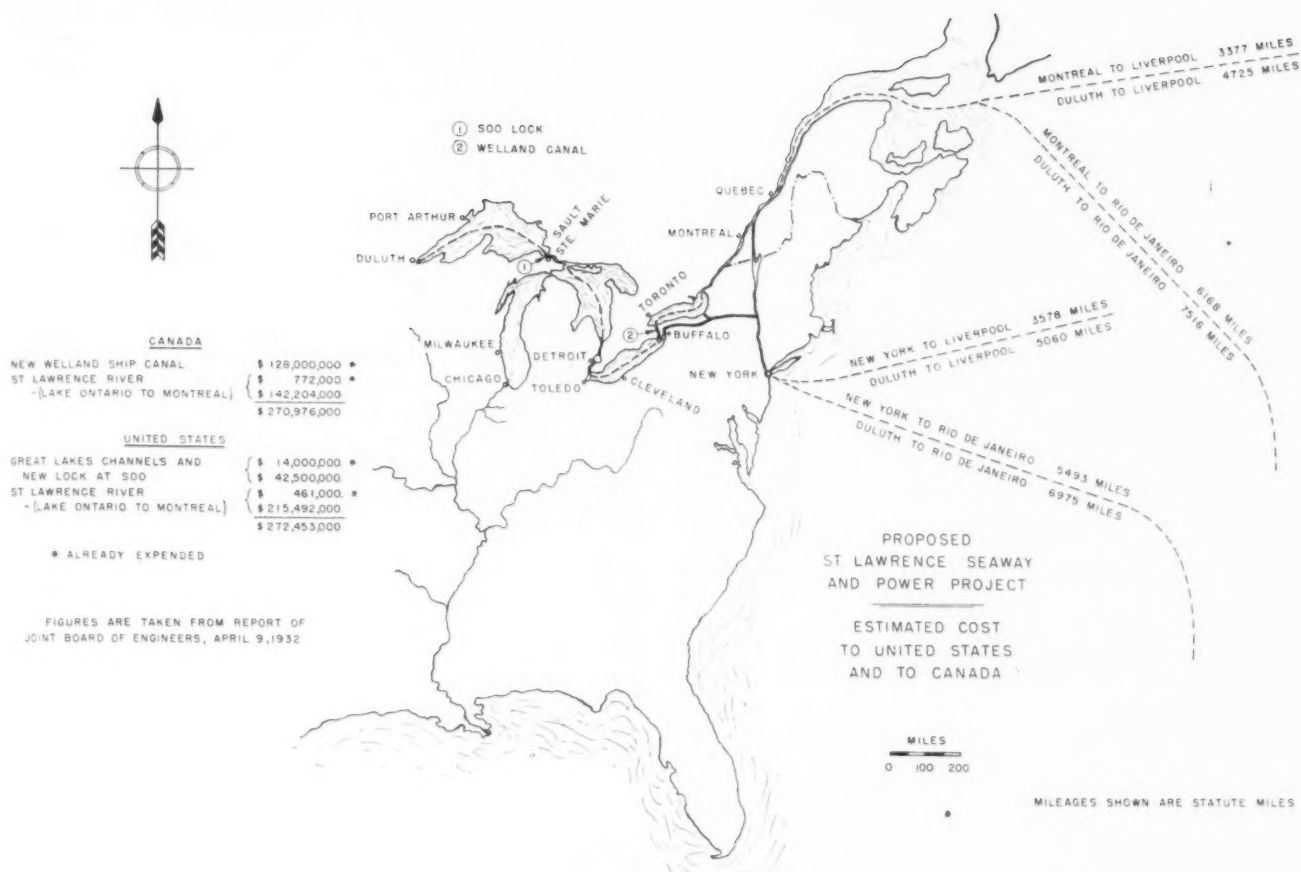 ① SOO LOCK
② WELLAND CANAL
MONTREAL TO LIVERPOOL 3377 MILES
DULUTH TO LIVERPOOL 4725 MILES
MONTREAL TO RIO DE JANEIRO 6168 MILES
DULUTH TO RIO DE JANEIRO 7516 MILES
QUEBEC
MONTREAL
PORT ARTHUR
SAULT
STE. MARIE
DULUTH
1
TORONTO
2
BUFFALO
MILWAUKEE
DETROIT
CHICAGO
TOLEDO
CLEVELAND
NEW YORK
NEW YORK TO LIVERPOOL 3578 MILES
DULUTH TO LIVERPOOL 5060 MILES
NEW YORK TO RIO DE JANEIRO 5493 MILES
DULUTH TO RIO DE JANEIRO 6975 MILES
CANADA
NEW WELLAND SHIP CANAL $ 128,000,000 *
ST LAWRENCE RIVER { $ 772,000 *
-(LAKE ONTARIO TO MONTREAL) { $ 142,204,000
$ 270,976,000
UNITED STATES
GREAT LAKES CHANNELS AND { $ 14,000,000 *
NEW LOCK AT SOO { $ 42,500,000
ST LAWRENCE RIVER { $ 461,000. *
-(LAKE ONTARIO TO MONTREAL) { $ 215,492,000
$ 272,453,000
* ALREADY EXPENDED
FIGURES ARE TAKEN FROM REPORT OF
JOINT BOARD OF ENGINEERS, APRIL 9, 1932
PROPOSED
ST. LAWRENCE SEAWAY
AND POWER PROJECT
ESTIMATED COST
TO UNITED STATES
AND TO CANADA
MILES
0 100 200
MILEAGES SHOWN ARE STATUTE MILES